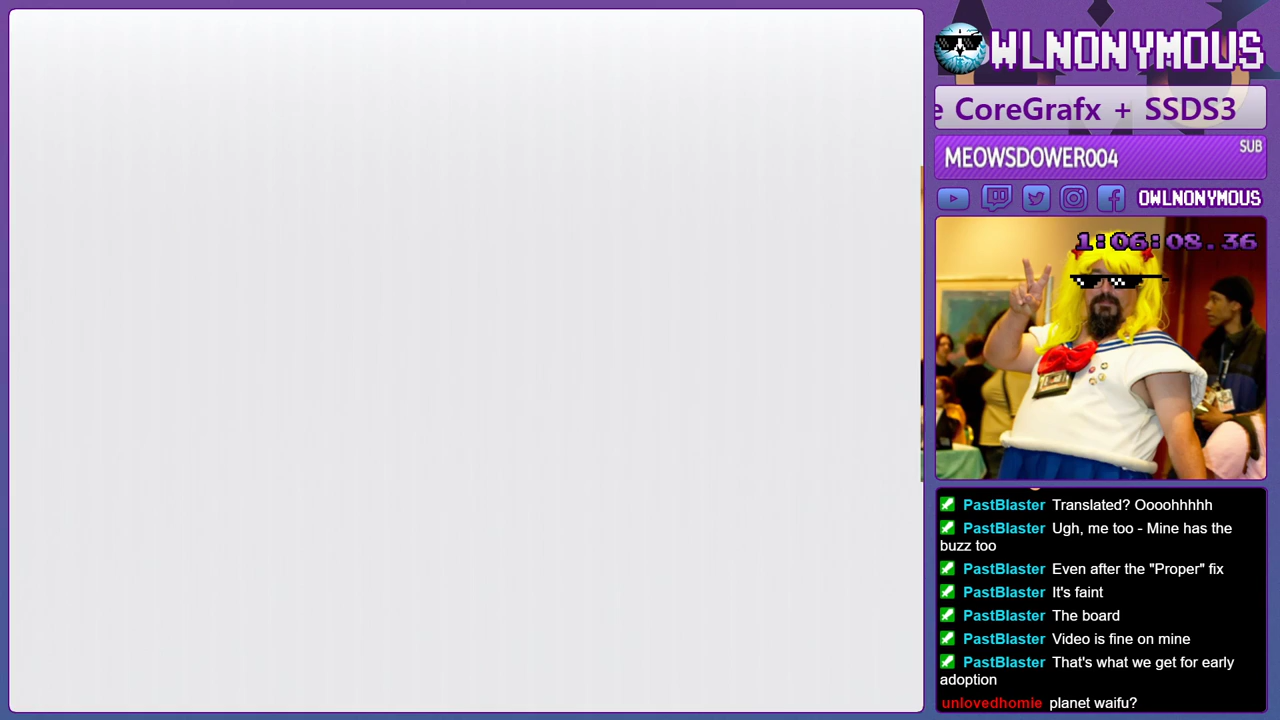 OWLNONYMOUS
e CoreGrafx + SSDS3
MEOWSDOWER004
SUB
OWLNONYMOUS
1:06:08.36
PastBlaster Translated? Ooohhhhh
PastBlaster Ugh, me too - Mine has the
buzz too
PastBlaster Even after the "Proper" fix
PastBlaster It's faint
PastBlaster The board
PastBlaster Video is fine on mine
PastBlaster That's what we get for early
adoption
unlovedhomie planet waifu?